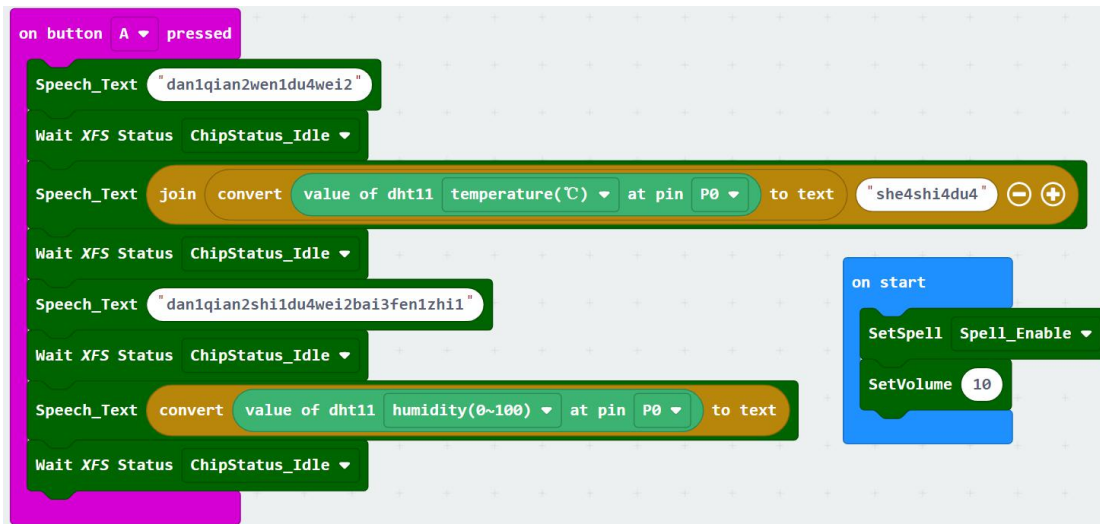 on button A pressed
Speech_Text "dan1qian2wen1du4wei2"
Wait XFS Status ChipStatus_Idle
Speech_Text join convert value of dht11 temperature(℃) at pin P0 to text "she4shi4du4"
Wait XFS Status ChipStatus_Idle
Speech_Text "dan1qian2shi1du4wei2bai3fen1zhi1"
Wait XFS Status ChipStatus_Idle
Speech_Text convert value of dht11 humidity(0~100) at pin P0 to text
Wait XFS Status ChipStatus_Idle
on start
SetSpell Spell_Enable
SetVolume 10